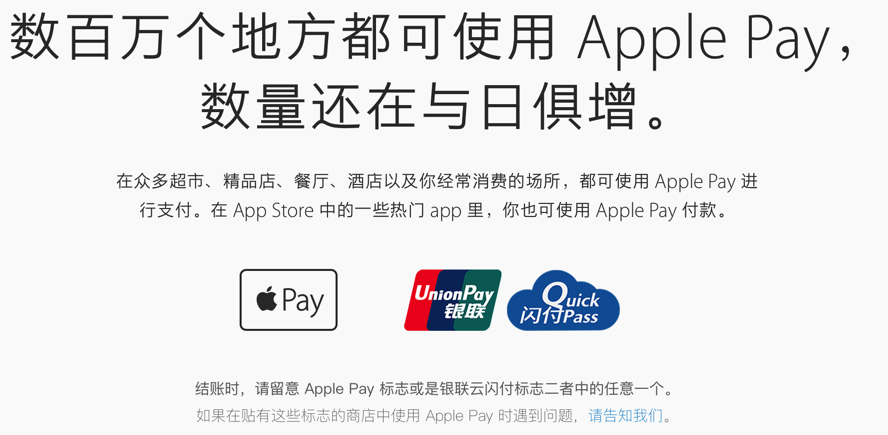 数百万个地方都可使用 Apple Pay，
数量还在与日俱增。
在众多超市、精品店、餐厅、酒店以及你经常消费的场所，都可使用 Apple Pay 进
行支付。在 App Store 中的一些热门 app 里，你也可使用 Apple Pay 付款。
Pay
UnionPay
银联
Quick
闪付Pass
结账时，请留意 Apple Pay 标志或是银联云闪付标志二者中的任意一个。
如果在贴有这些标志的商店中使用 Apple Pay 时遇到问题，请告知我们。